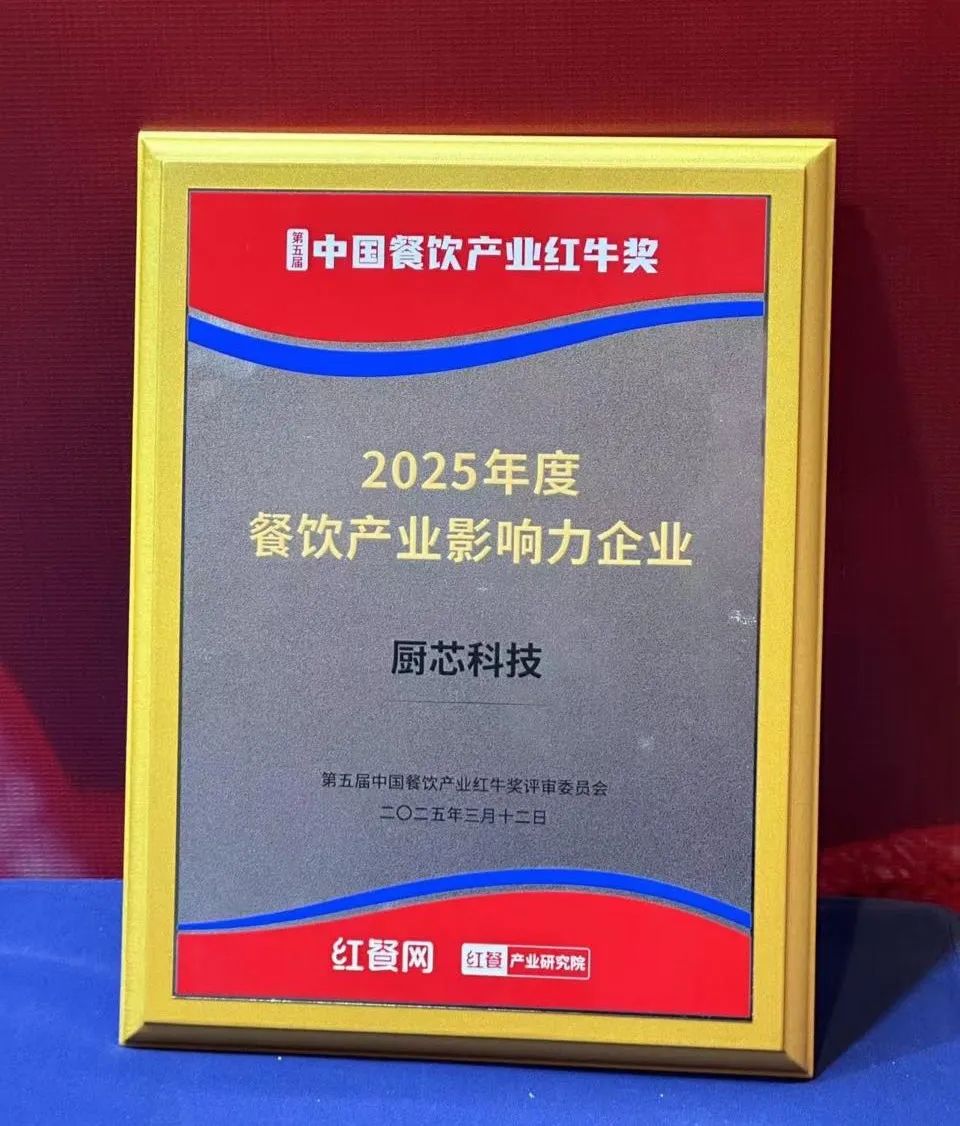 第五届中国餐饮产业红牛奖
2025年度
餐饮产业影响力企业
厨芯科技
第五届中国餐饮产业红牛奖评审委员会
二〇二五年三月十二日
红餐网 红餐产业研究院